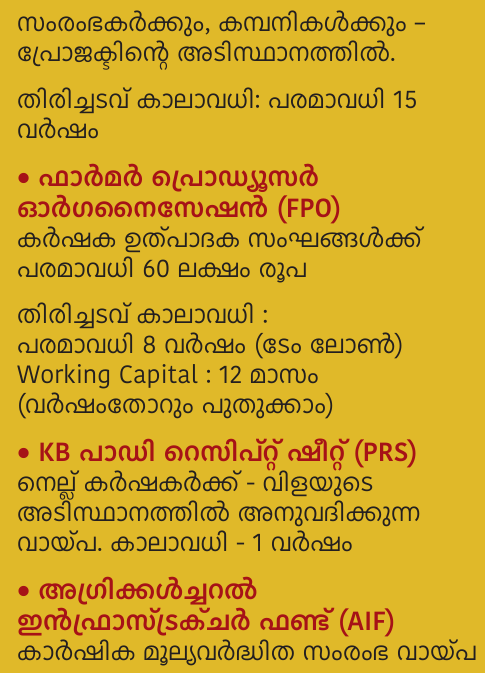 സംരംഭകർക്കും, കമ്പനികൾക്കും –
പ്രോജക്ടിന്റെ അടിസ്ഥാനത്തിൽ.
തിരിച്ചടവ് കാലാവധി: പരമാവധി 15
വർഷം
• ഫാർമർ പ്രൊഡ്യൂസർ
ഓർഗനൈസേഷൻ (FPO)
കർഷക ഉത്പാദക സംഘങ്ങൾക്ക്
പരമാവധി 60 ലക്ഷം രൂപ
തിരിച്ചടവ് കാലാവധി :
പരമാവധി 8 വർഷം (ടേം ലോൺ)
Working Capital : 12 മാസം
(വർഷംതോറും പുതുക്കാം)
• KB പാഡി റെസിപ്റ്റ് ഷീറ്റ് (PRS)
നെല്ല് കർഷകർക്ക് - വിളയുടെ
അടിസ്ഥാനത്തിൽ അനുവദിക്കുന്ന
വായ്പ. കാലാവധി - 1 വർഷം
• അഗ്രിക്കൾച്ചറൽ
ഇൻഫ്രാസ്ട്രക്ചർ ഫണ്ട് (AIF)
കാർഷിക മൂല്യവർദ്ധിത സംരംഭ വായ്പ